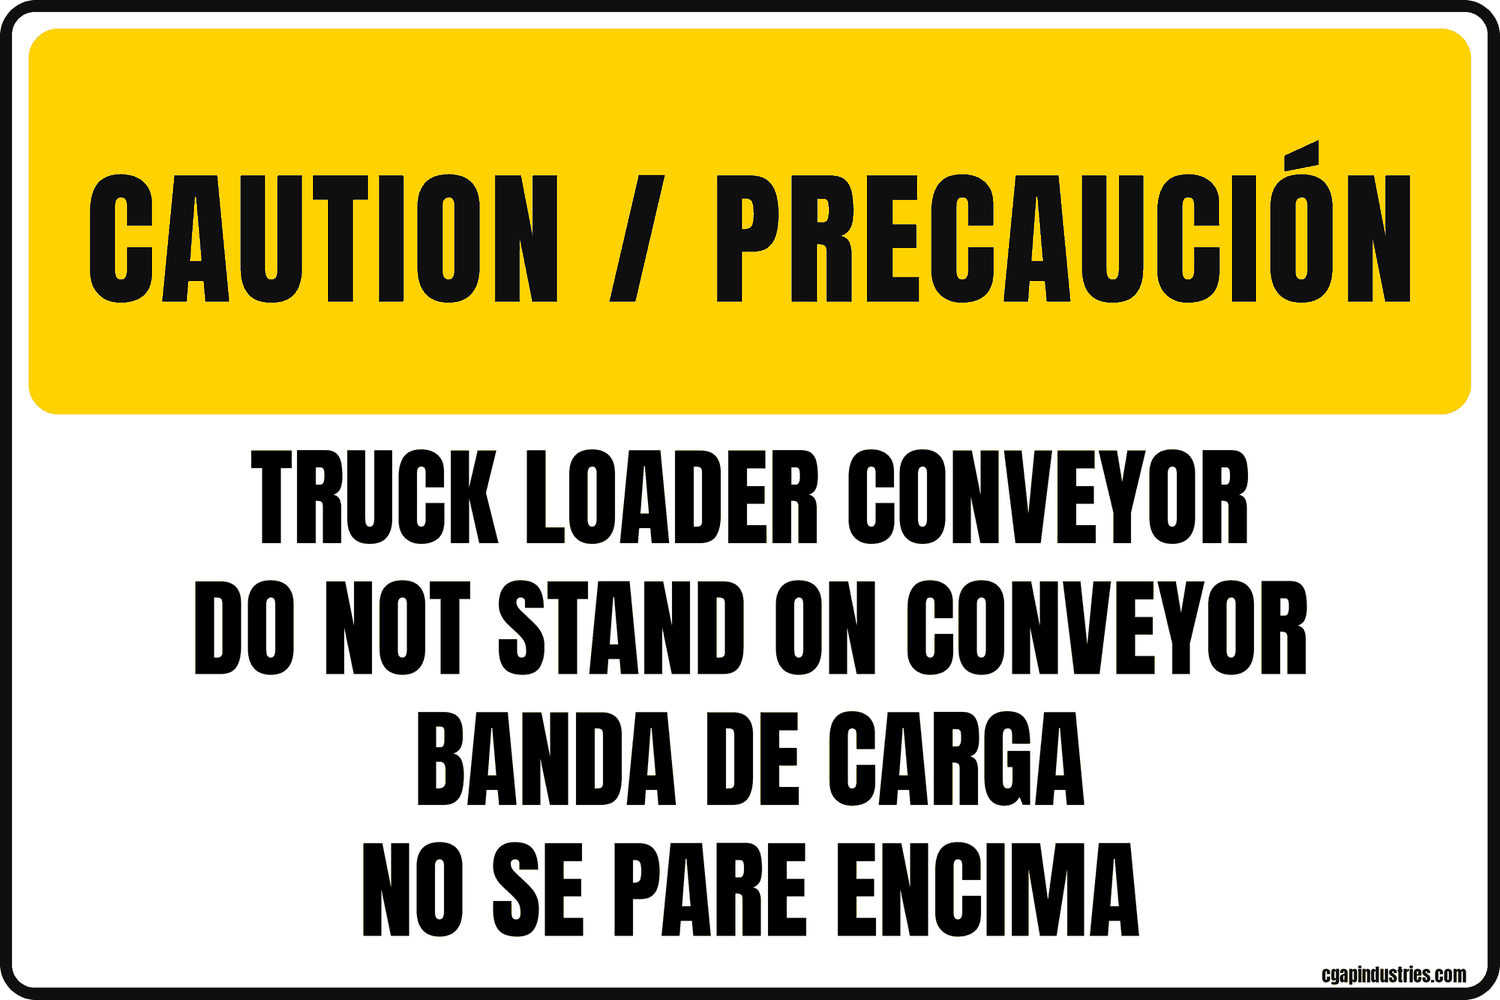 CAUTION / PRECAUCIÓN
TRUCK LOADER CONVEYOR
DO NOT STAND ON CONVEYOR
BANDA DE CARGA
NO SE PARE ENCIMA
cgapindustries.com